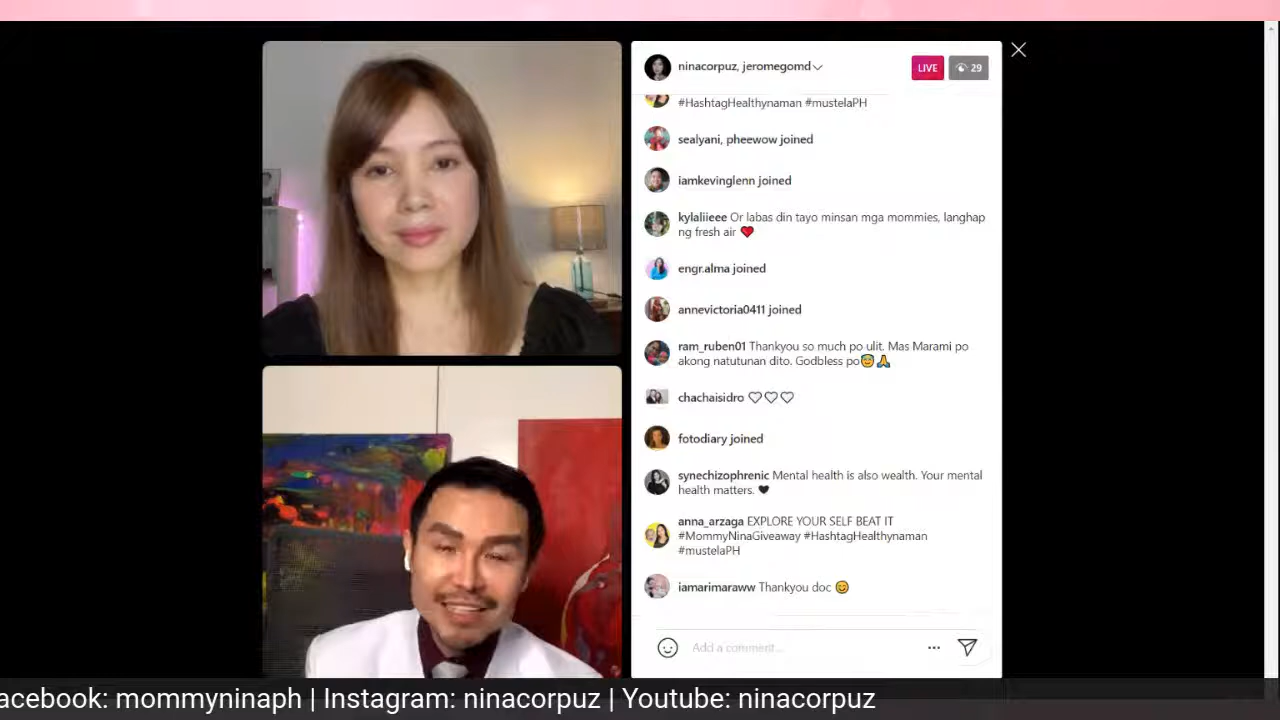 ninacorpuz, jeromegomd
LIVE
29
#HashtagHealthynaman #mustelaPH
sealyani, pheewow joined
iamkevinglenn joined
kylaliieee Or labas din tayo minsan mga mommies, langhap
ng fresh air ❤️
engr.alma joined
annevictoria0411 joined
ram_ruben01 Thankyou so much po ulit. Mas Marami po
akong natutunan dito. Godbless po😇🙏
chachaisidro ♡♡♡
fotodiary joined
synechizophrenic Mental health is also wealth. Your mental
health matters. 🖤
anna_arzaga EXPLORE YOUR SELF BEAT IT
#MommyNinaGiveaway #HashtagHealthynaman
#mustelaPH
iamarimaraww Thankyou doc 😊
Add a comment...
acebook: mommyninaph | Instagram: ninacorpuz | Youtube: ninacorpuz